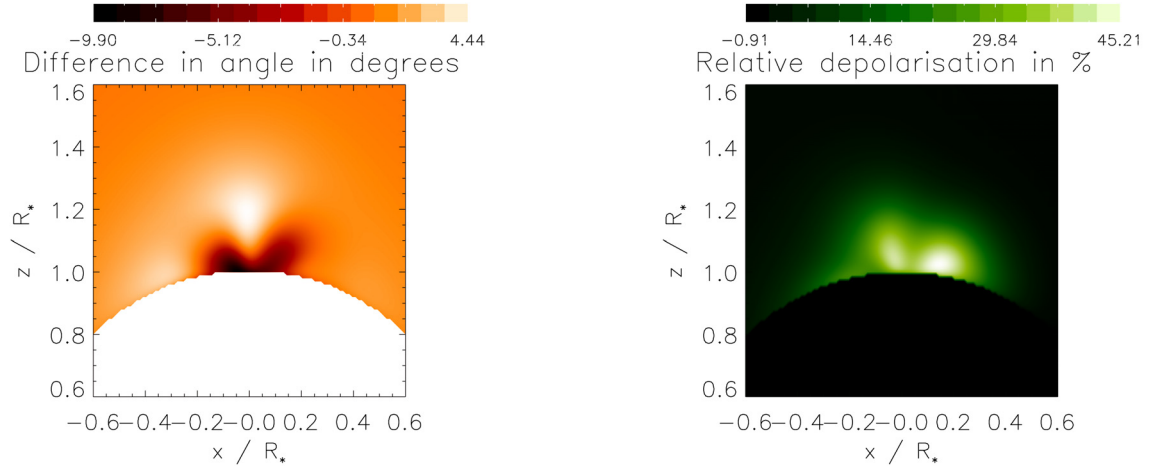 -9.90 -5.12 -0.34 4.44
Difference in angle in degrees
1.6
1.4
1.2
1.0
0.8
0.6
z / R*
-0.6-0.4-0.2-0.0 0.2 0.4 0.6
x / R*
-0.91 14.46 29.84 45.21
Relative depolarisation in %
1.6
1.4
1.2
1.0
0.8
0.6
z / R*
-0.6-0.4-0.2-0.0 0.2 0.4 0.6
x / R*